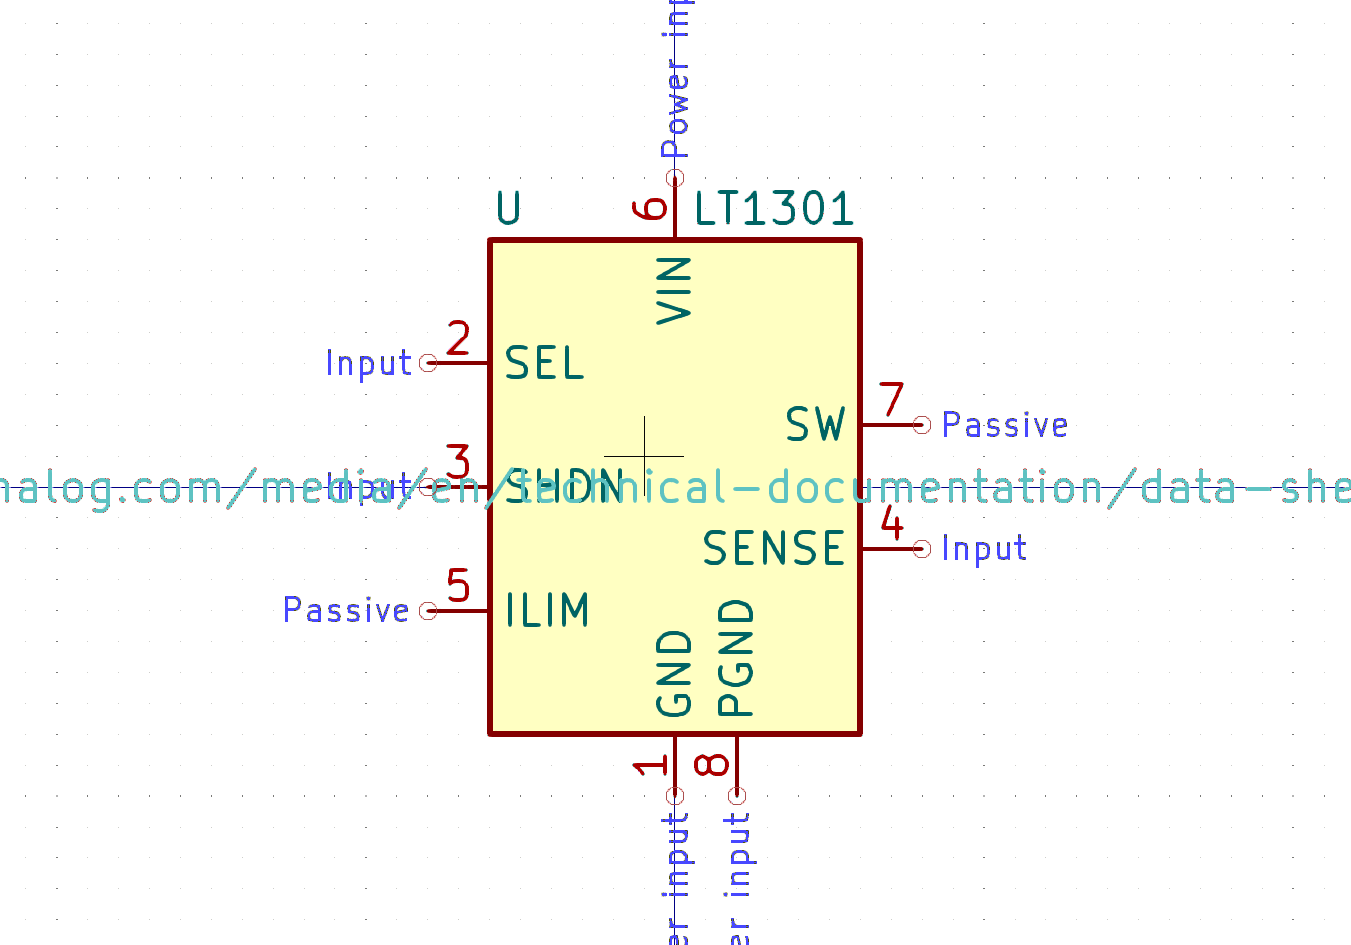 Power inp
U
6
LT1301
VIN
2
Input
SEL
7
SW
Passive
3
Input
SHDN
nalog.com/media/en/technical-documentation/data-she
4
SENSE
Input
5
Passive
ILIM
GND
PGND
1
8
er input
er input